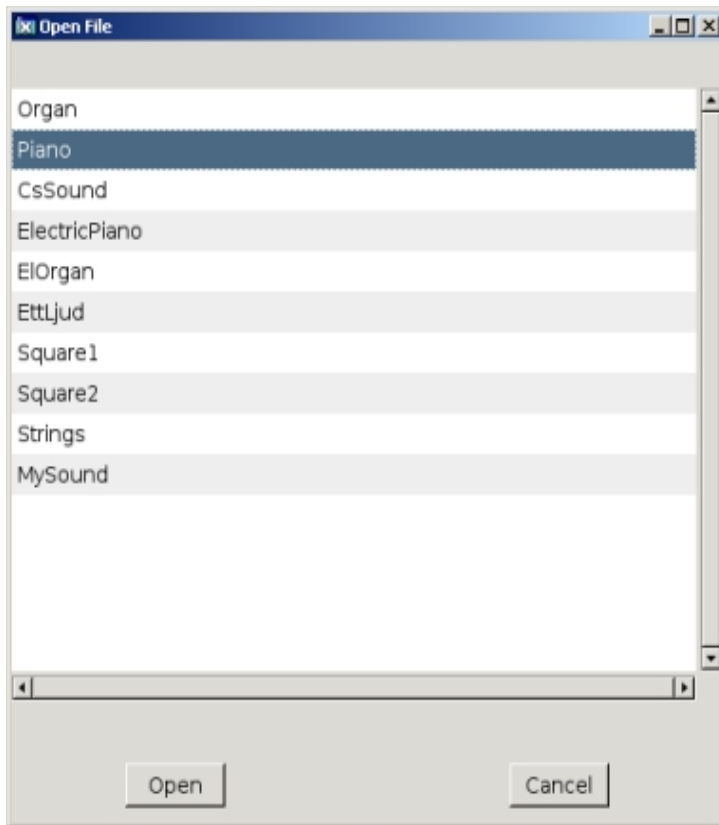 Open File
Organ
Piano
CsSound
ElectricPiano
ElOrgan
EttLjud
Square1
Square2
Strings
MySound
Open
Cancel